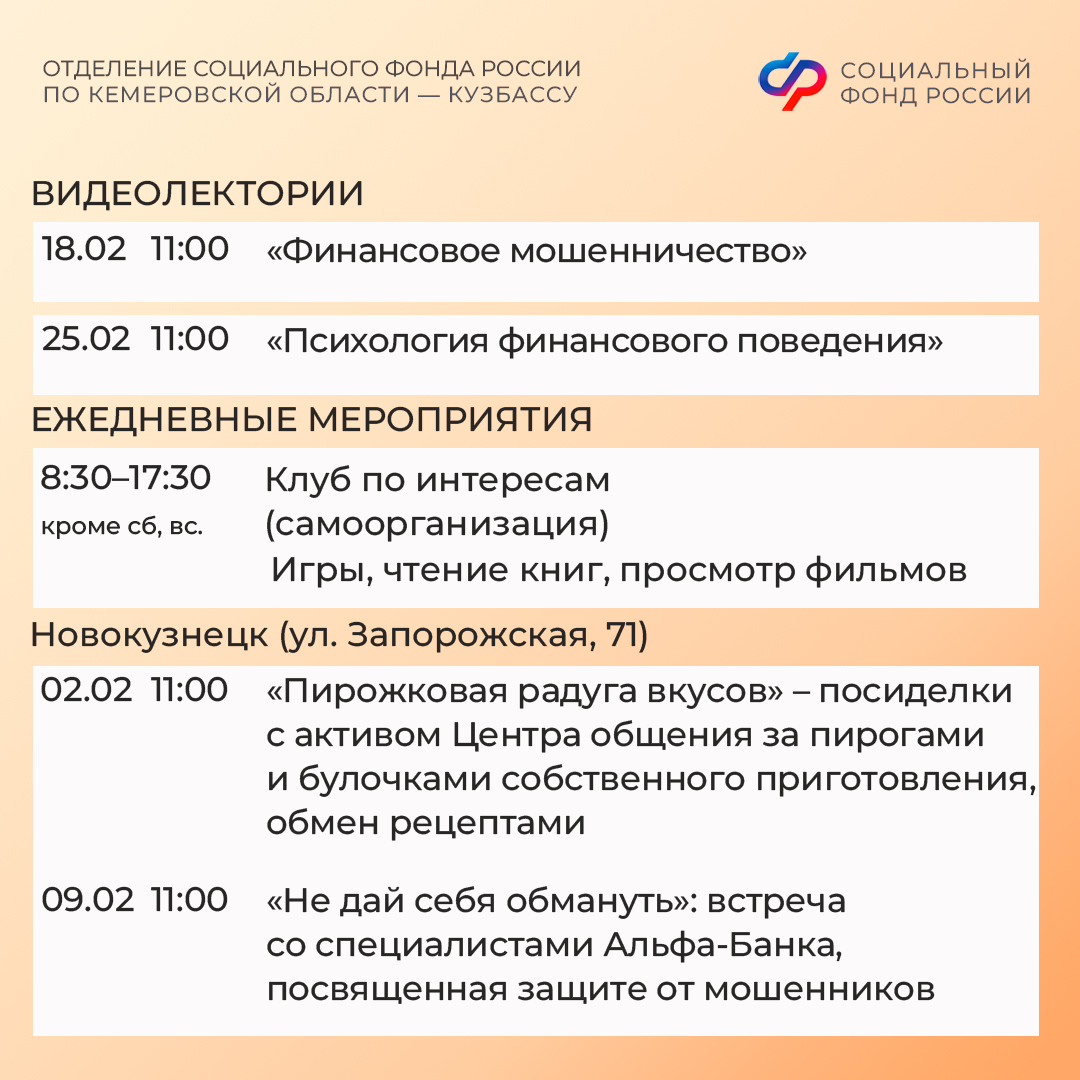 ОТДЕЛЕНИЕ СОЦИАЛЬНОГО ФОНДА РОССИИ
ПО КЕМЕРОВСКОЙ ОБЛАСТИ — КУЗБАССУ
СОЦИАЛЬНЫЙ
ФОНД РОССИИ
ВИДЕОЛЕКТОРИИ
18.02 11:00 «Финансовое мошенничество»
25.02 11:00 «Психология финансового поведения»
ЕЖЕДНЕВНЫЕ МЕРОПРИЯТИЯ
8:30–17:30 Клуб по интересам
кроме сб, вс. (самоорганизация)
Игры, чтение книг, просмотр фильмов
Новокузнецк (ул. Запорожская, 71)
02.02 11:00 «Пирожковая радуга вкусов» – посиделки
с активом Центра общения за пирогами
и булочками собственного приготовления,
обмен рецептами
09.02 11:00 «Не дай себя обмануть»: встреча
со специалистами Альфа-Банка,
посвященная защите от мошенников